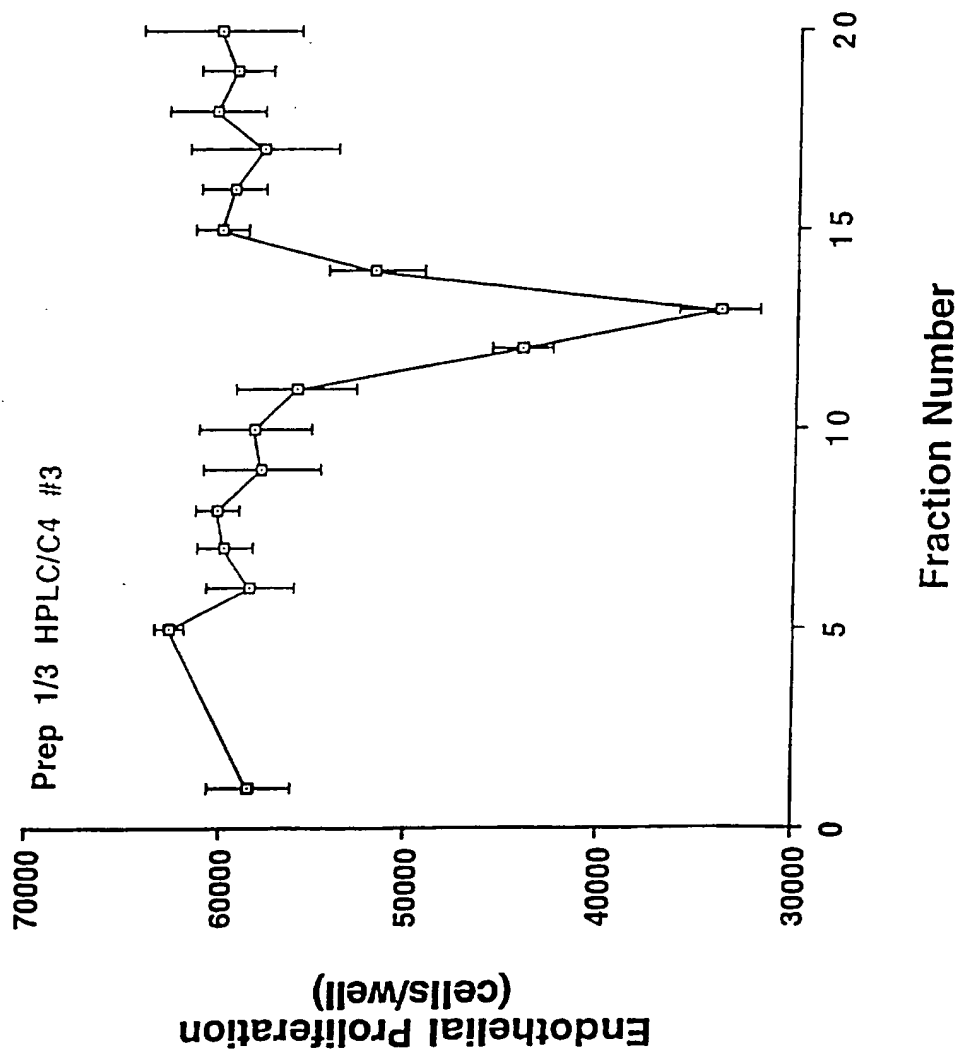 Prep 1/3 HPLC/C4 #3
Endothelial Proliferation
(cells/well)
70000
60000
50000
40000
30000
0
5
10
15
20
Fraction Number